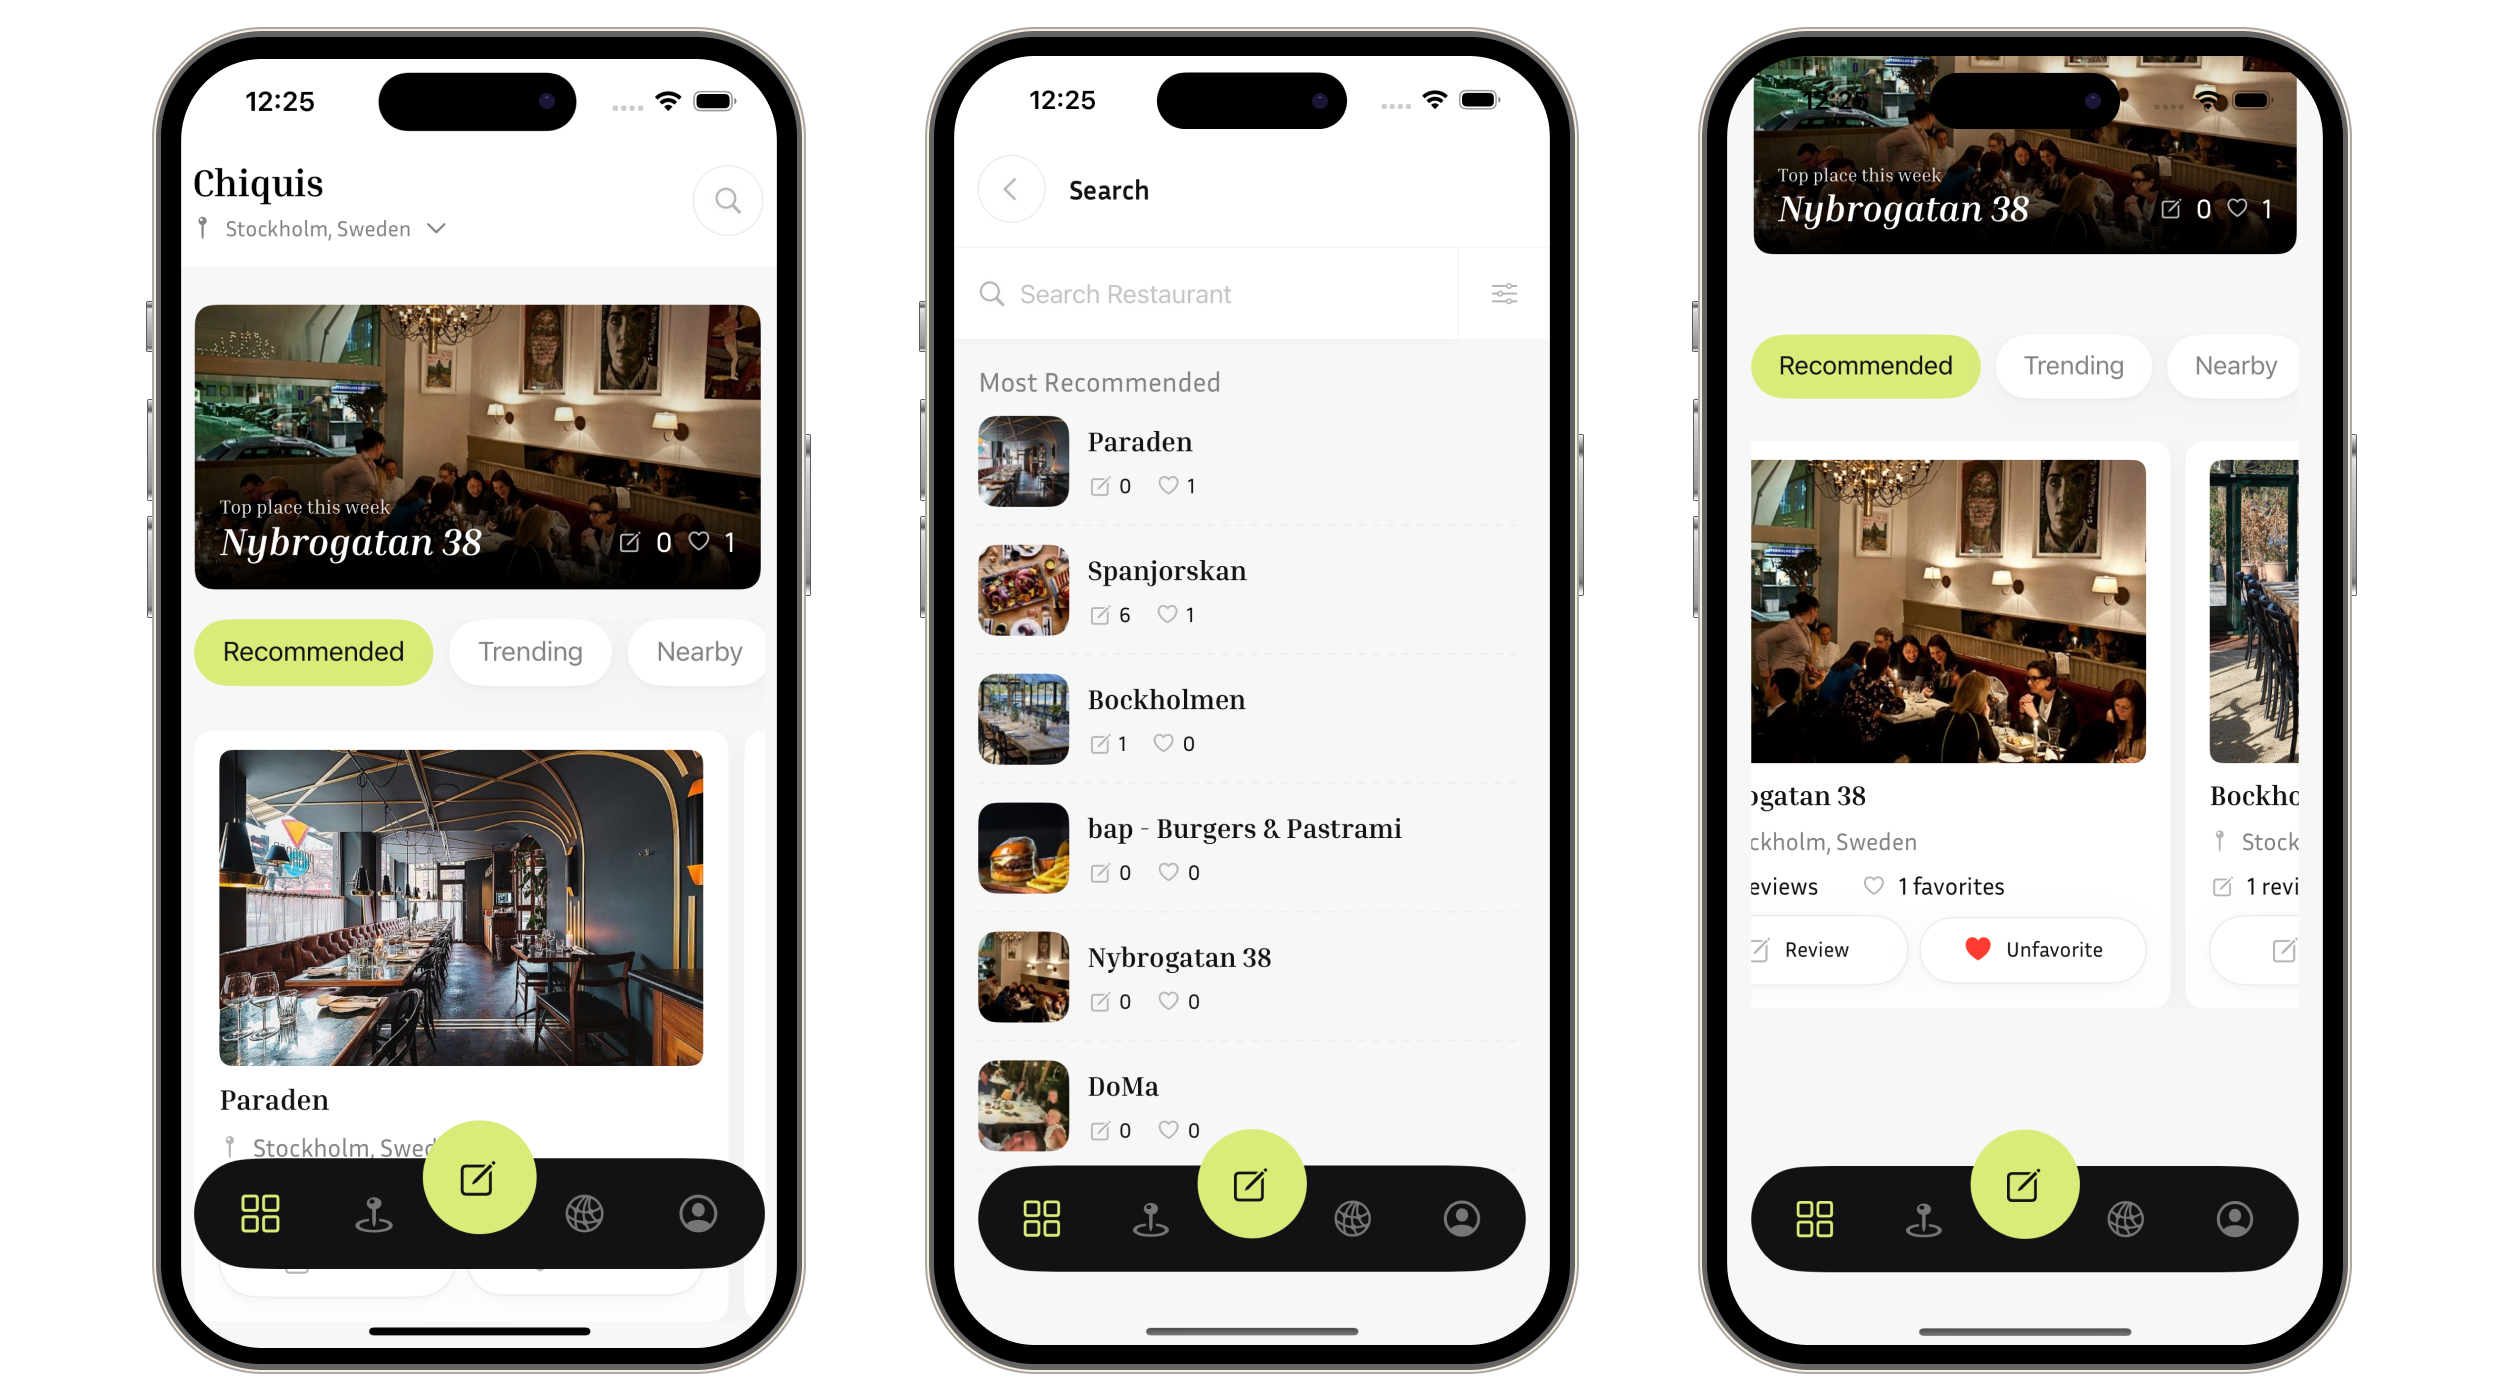 12:25
Chiquis
Stockholm, Sweden
Top place this week
Nybrogatan 38
0 1
Recommended Trending Nearby
Paraden
Stockholm, Swed
12:25
Search
Search Restaurant
Most Recommended
Paraden
0 1
Spanjorskan
6 1
Bockholmen
1 0
bap - Burgers & Pastrami
0 0
Nybrogatan 38
0 0
DoMa
0 0
Top place this week
Nybrogatan 38
0 1
Recommended Trending Nearby
ogatan 38
ckholm, Sweden
eviews 1 favorites
Review Unfavorite
Bockho
Stock
1 revi